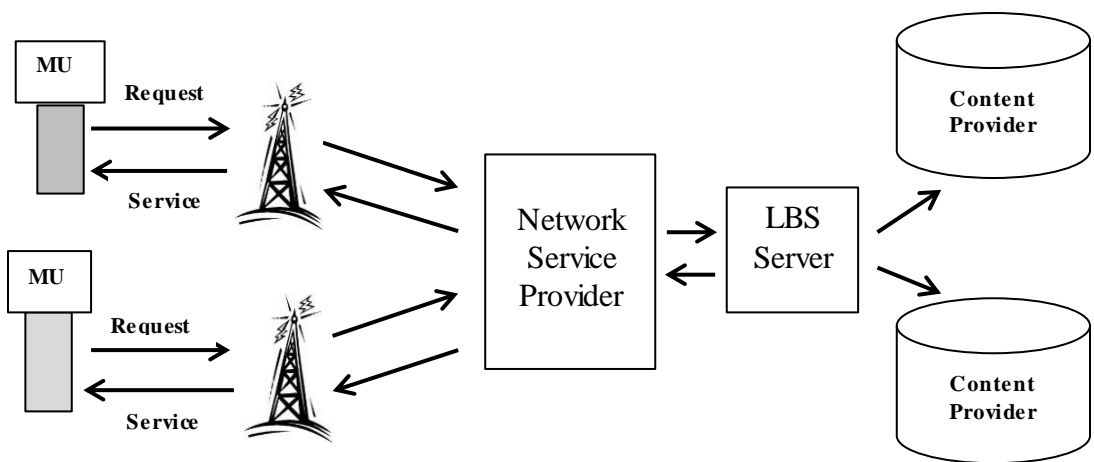 MU
Request
Service
MU
Request
Service
Network
Service
Provider
LBS
Server
Content
Provider
Content
Provider